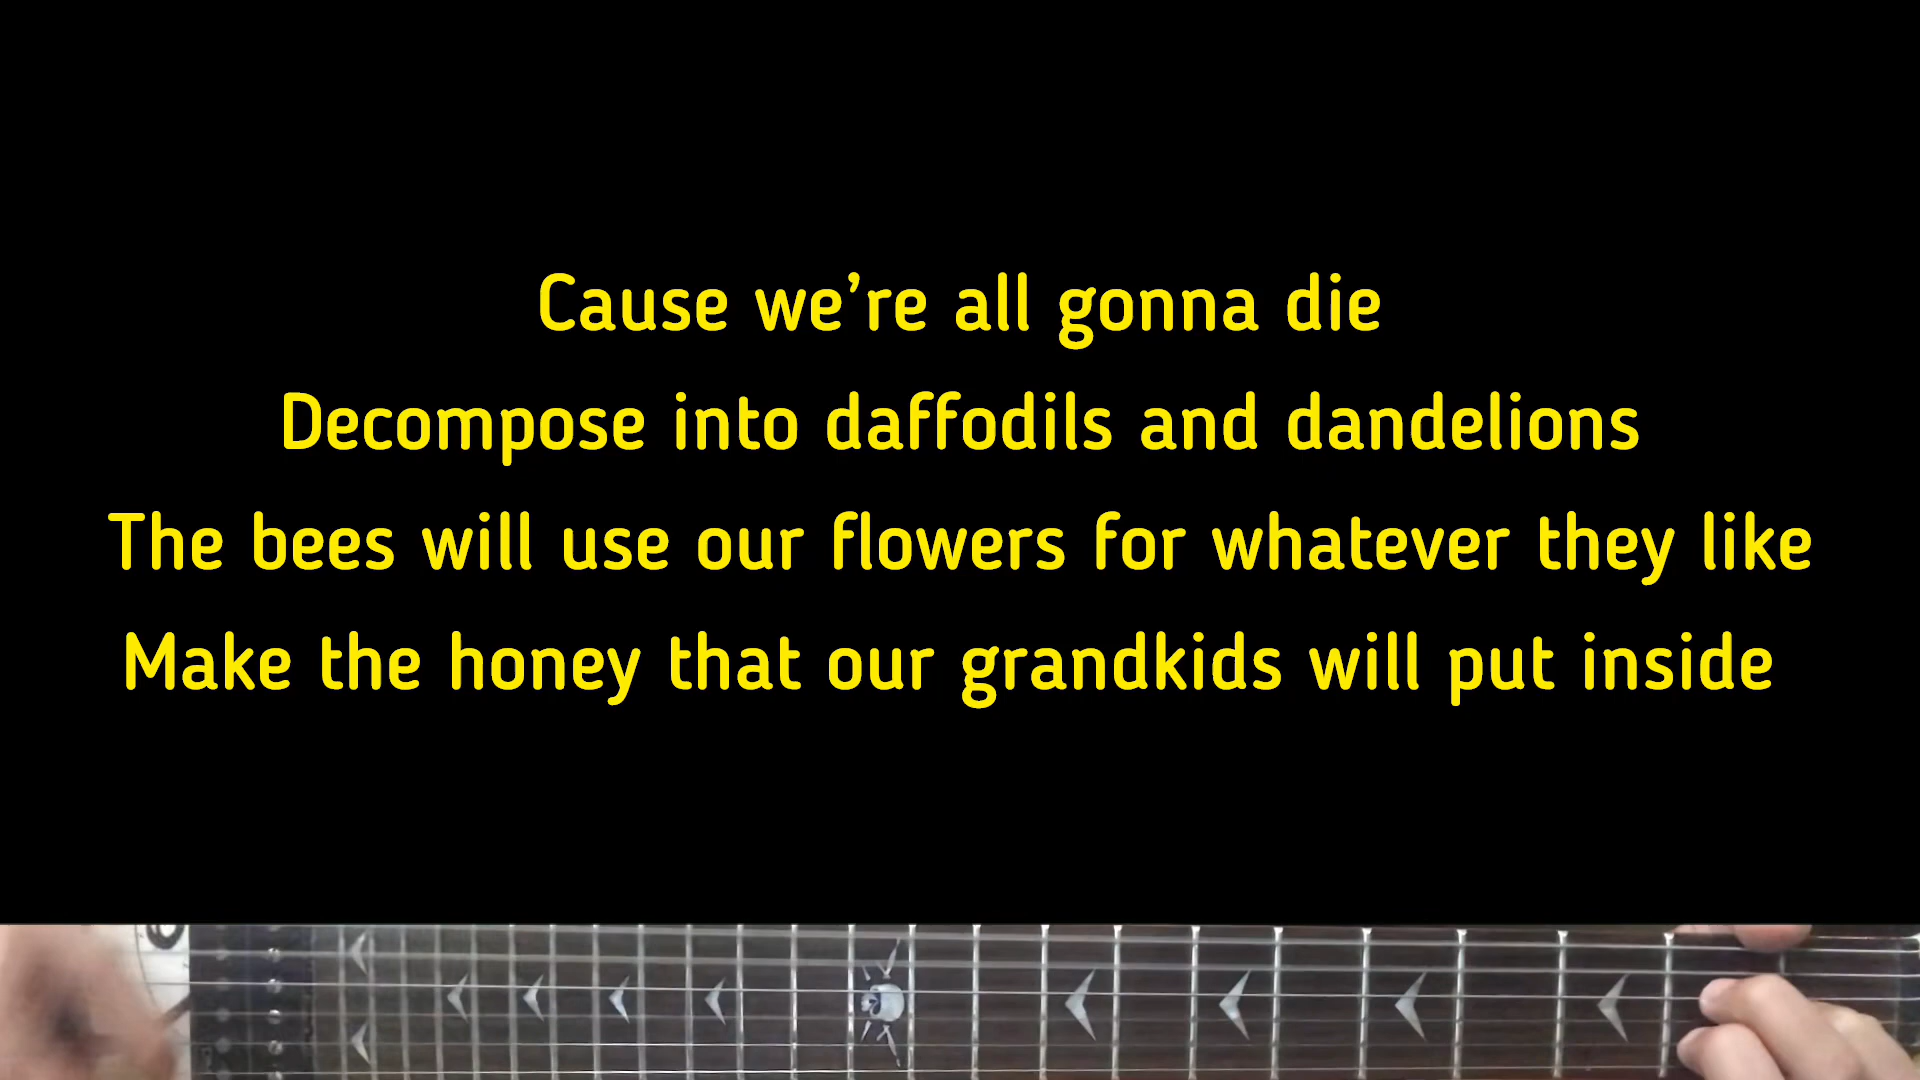 Cause we’re all gonna die
Decompose into daffodils and dandelions
The bees will use our flowers for whatever they like
Make the honey that our grandkids will put inside